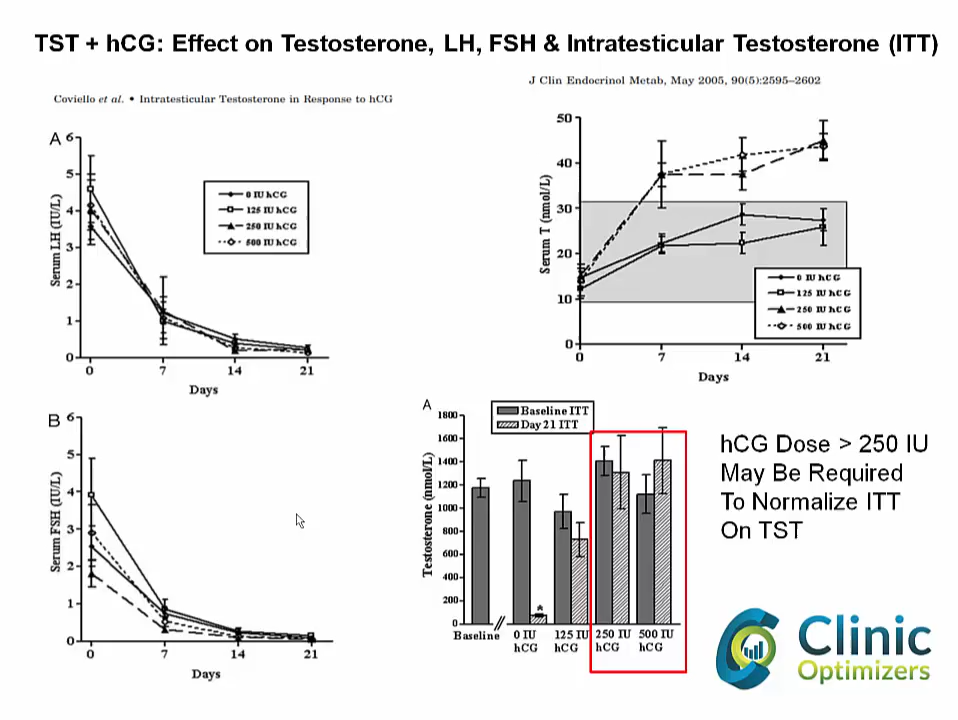 TST + hCG: Effect on Testosterone, LH, FSH & Intratesticular Testosterone (ITT)
Coviello et al. • Intratesticular Testosterone in Response to hCG
J Clin Endocrinol Metab, May 2005, 90(5):2595–2602
A
6
5
4
3
2
1
0
Serum LH (IU/L)
0 IU hCG
125 IU hCG
250 IU hCG
500 IU hCG
0 7 14 21
Days
50
40
30
20
10
0
Serum T (nmol/L)
0 IU hCG
125 IU hCG
250 IU hCG
500 IU hCG
0 7 14 21
Days
B
6
5
4
3
2
1
0
Serum FSH (IU/L)
0 7 14 21
Days
A
1800
1600
1400
1200
1000
800
600
400
200
0
Testosterone (nmol/L)
Baseline ITT
Day 21 ITT
*
Baseline 0 IU 125 IU 250 IU 500 IU
hCG hCG hCG hCG
hCG Dose > 250 IU
May Be Required
To Normalize ITT
On TST
Clinic
Optimizers